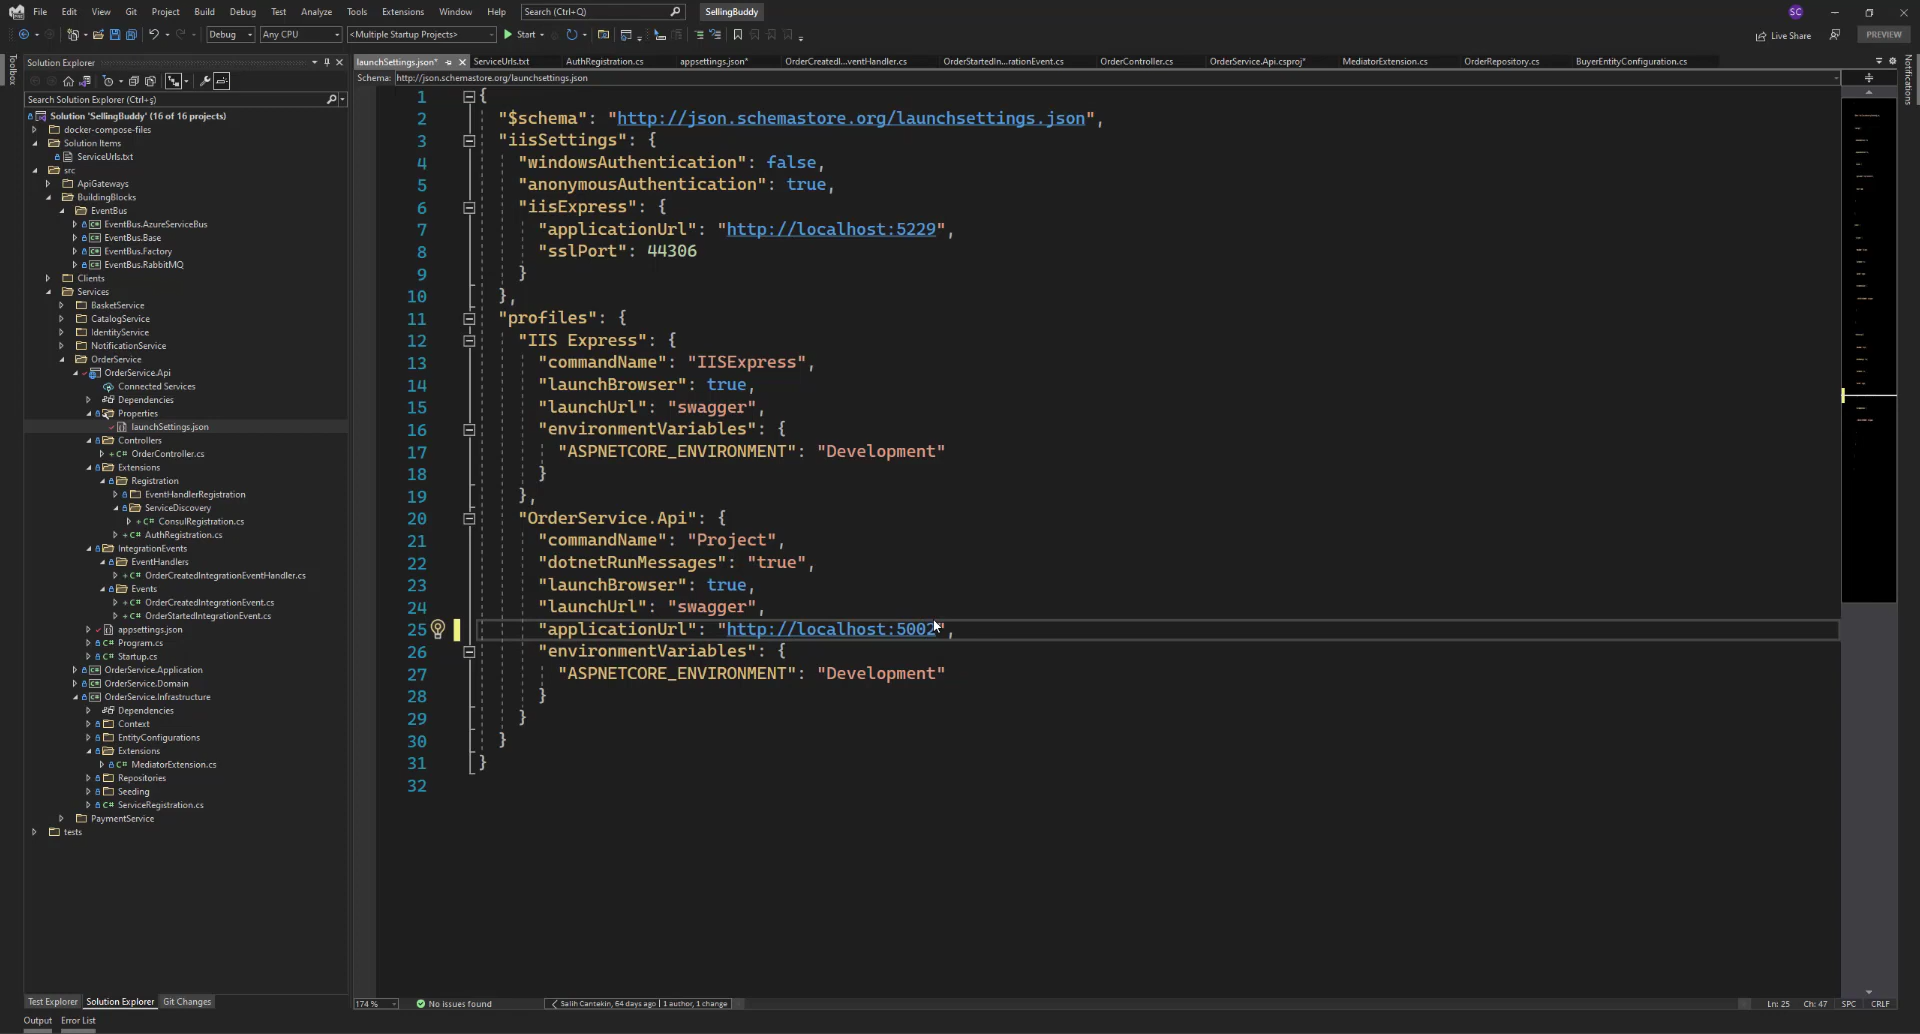 File Edit View Git Project Build Debug Test Analyze Tools Extensions Window Help Search (Ctrl+Q) SellingBuddy SC
Debug Any CPU <Multiple Startup Projects> Start Live Share PREVIEW
Toolbox
Notifications
Solution Explorer
Search Solution Explorer (Ctrl+ş)
Solution 'SellingBuddy' (16 of 16 projects)
docker-compose-files
Solution Items
ServiceUrls.txt
src
ApiGateways
BuildingBlocks
EventBus
EventBus.AzureServiceBus
EventBus.Base
EventBus.Factory
EventBus.RabbitMQ
Clients
Services
BasketService
CatalogService
IdentityService
NotificationService
OrderService
OrderService.Api
Connected Services
Dependencies
Properties
launchSettings.json
Controllers
OrderController.cs
Extensions
Registration
EventHandlerRegistration
ServiceDiscovery
ConsulRegistration.cs
AuthRegistration.cs
IntegrationEvents
EventHandlers
OrderCreatedIntegrationEventHandler.cs
Events
OrderCreatedIntegrationEvent.cs
OrderStartedIntegrationEvent.cs
appsettings.json
Program.cs
Startup.cs
OrderService.Application
OrderService.Domain
OrderService.Infrastructure
Dependencies
Context
EntityConfigurations
Extensions
MediatorExtension.cs
Repositories
Seeding
ServiceRegistration.cs
PaymentService
tests
Test Explorer Solution Explorer Git Changes
Output Error List
launchSettings.json* ServiceUrls.txt AuthRegistration.cs appsettings.json* OrderCreatedI...ventHandler.cs OrderStartedIn...rationEvent.cs OrderController.cs OrderService.Api.csproj* MediatorExtension.cs OrderRepository.cs BuyerEntityConfiguration.cs
Schema: http://json.schemastore.org/launchsettings.json
1 {
2 "$schema": "http://json.schemastore.org/launchsettings.json",
3 "iisSettings": {
4 "windowsAuthentication": false,
5 "anonymousAuthentication": true,
6 "iisExpress": {
7 "applicationUrl": "http://localhost:5229",
8 "sslPort": 44306
9 }
10 },
11 "profiles": {
12 "IIS Express": {
13 "commandName": "IISExpress",
14 "launchBrowser": true,
15 "launchUrl": "swagger",
16 "environmentVariables": {
17 "ASPNETCORE_ENVIRONMENT": "Development"
18 }
19 },
20 "OrderService.Api": {
21 "commandName": "Project",
22 "dotnetRunMessages": "true",
23 "launchBrowser": true,
24 "launchUrl": "swagger",
25 "applicationUrl": "http://localhost:5002",
26 "environmentVariables": {
27 "ASPNETCORE_ENVIRONMENT": "Development"
28 }
29 }
30 }
31 }
32
174 % No issues found Salih Cantekin, 64 days ago | 1 author, 1 change Ln: 25 Ch: 47 SPC CRLF